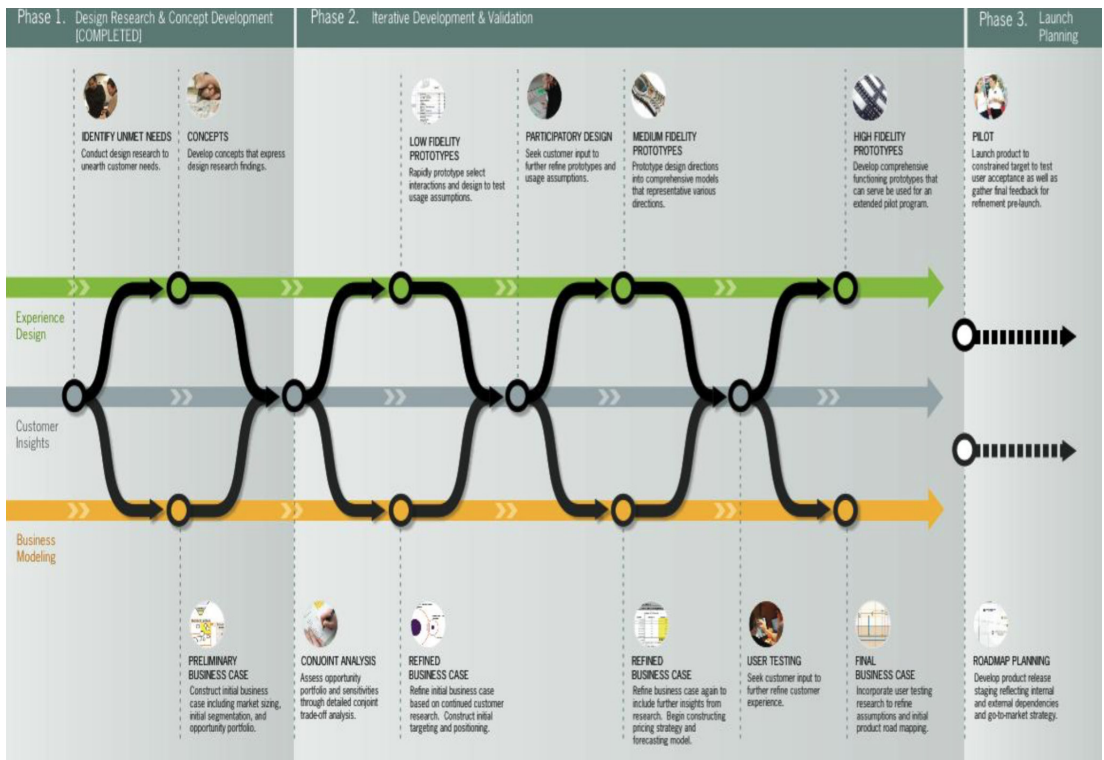 Phase 1. Design Research & Concept Development
[COMPLETED]
Phase 2. Iterative Development & Validation
Phase 3. Launch
Planning
IDENTIFY UNMET NEEDS
Conduct design research to
unearth customer needs.
CONCEPTS
Develop concepts that express
design research findings.
LOW FIDELITY
PROTOTYPES
Rapidly prototype select
interactions and design to test
usage assumptions.
PARTICIPATORY DESIGN
Seek customer input to
further refine prototypes and
usage assumptions.
MEDIUM FIDELITY
PROTOTYPES
Prototype design directions
into comprehensive models
that representative various
directions.
HIGH FIDELITY
PROTOTYPES
Develop comprehensive
functioning prototypes that
can serve be used for an
extended pilot program.
PILOT
Launch product to
constrained target to test
user acceptance as well as
gather final feedback for
refinement pre-launch.
Experience
Design
Customer
Insights
Business
Modeling
PRELIMINARY
BUSINESS CASE
Construct initial business
case including market sizing,
initial segmentation, and
opportunity portfolio.
CONJOINT ANALYSIS
Assess opportunity
portfolio and sensitivities
through detailed conjoint
trade-off analysis.
REFINED
BUSINESS CASE
Refine initial business case
based on continued customer
research. Construct initial
targeting and positioning.
REFINED
BUSINESS CASE
Refine business case again to
include further insights from
research. Begin constructing
pricing strategy and
forecasting model.
USER TESTING
Seek customer input to
further refine customer
experience.
FINAL
BUSINESS CASE
Incorporate user testing
research to refine
assumptions and initial
product road mapping.
ROADMAP PLANNING
Develop product release
staging reflecting internal
and external dependencies
and go-to-market strategy.